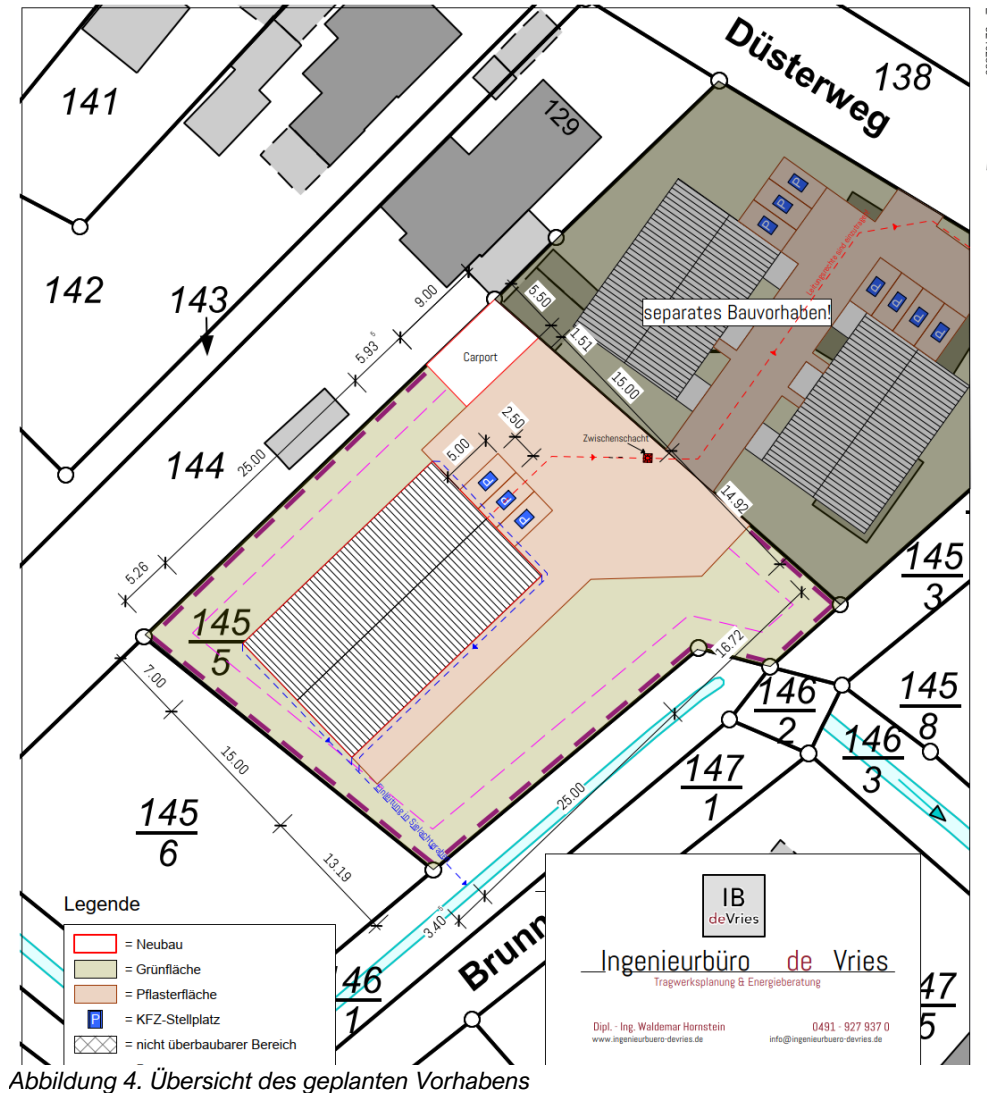 Düsterweg
138
141
129
142
143
9.00
5.93 5
5.50
1.51
15.00
separates Bauvorhaben!
Carport
P
P
P
P
P
P
P
2.50
5.00
Zwischenschacht
144
25.00
14.92
P
P
P
5.26
145
3
145
5
16.72
7.00
146
2
145
8
146
3
147
1
15.00
25.00
145
6
13.19
3.40 5
Brunn
Legende
= Neubau
= Grünfläche
= Pflasterfläche
P = KFZ-Stellplatz
= nicht überbaubarer Bereich
46
1
47
5
IB
deVries
Ingenieurbüro de Vries
Tragwerksplanung & Energieberatung
Dipl. - Ing. Waldemar Hornstein
0491 - 927 937 0
www.ingenieurbuero-devries.de
info@ingenieurbuero-devries.de
Abbildung 4. Übersicht des geplanten Vorhabens